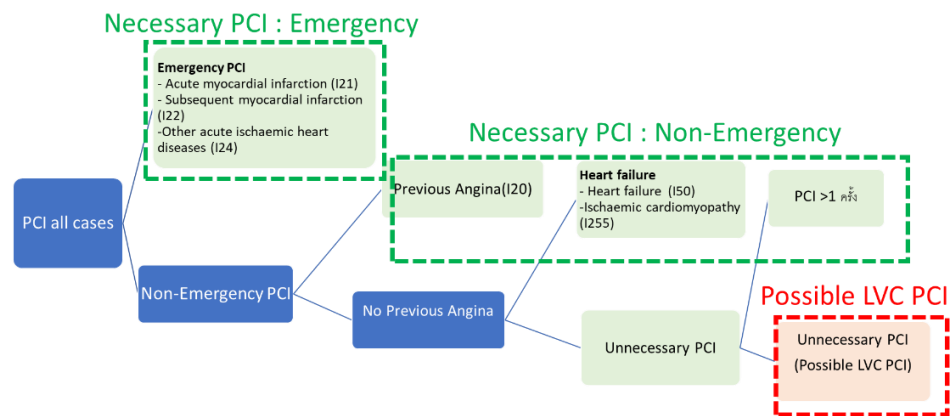 Necessary PCI : Emergency
Emergency PCI
- Acute myocardial infarction (I21)
- Subsequent myocardial infarction
(I22)
-Other acute ischaemic heart
diseases (I24)
Necessary PCI : Non-Emergency
Previous Angina(I20)
Heart failure
- Heart failure (I50)
-Ischaemic cardiomyopathy
(I255)
PCI >1 ครั้ง
PCI all cases
Non-Emergency PCI
No Previous Angina
Unnecessary PCI
Possible LVC PCI
Unnecessary PCI
(Possible LVC PCI)